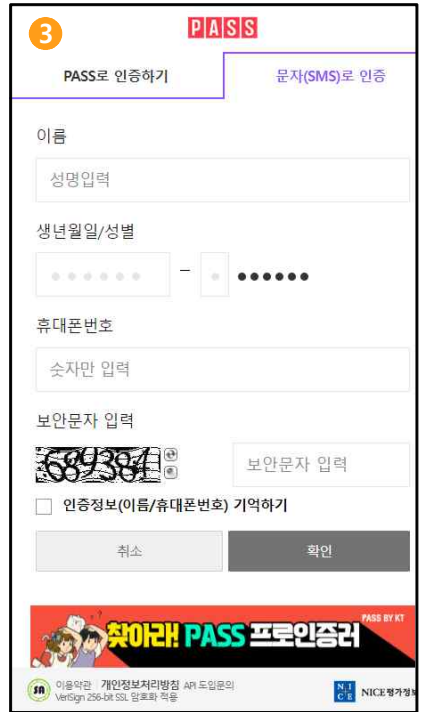 3
PASS
PASS로 인증하기
문자(SMS)로 인증
이름
성명입력
생년월일/성별
–
휴대폰번호
숫자만 입력
보안문자 입력
689384
보안문자 입력
인증정보(이름/휴대폰번호) 기억하기
취소
확인
PASS BY KT
찾아라! PASS 프로인증러
이용약관 개인정보처리방침 API 도입문의
VeriSign 256-bit SSL 암호화 적용
NICE NICE평가정보